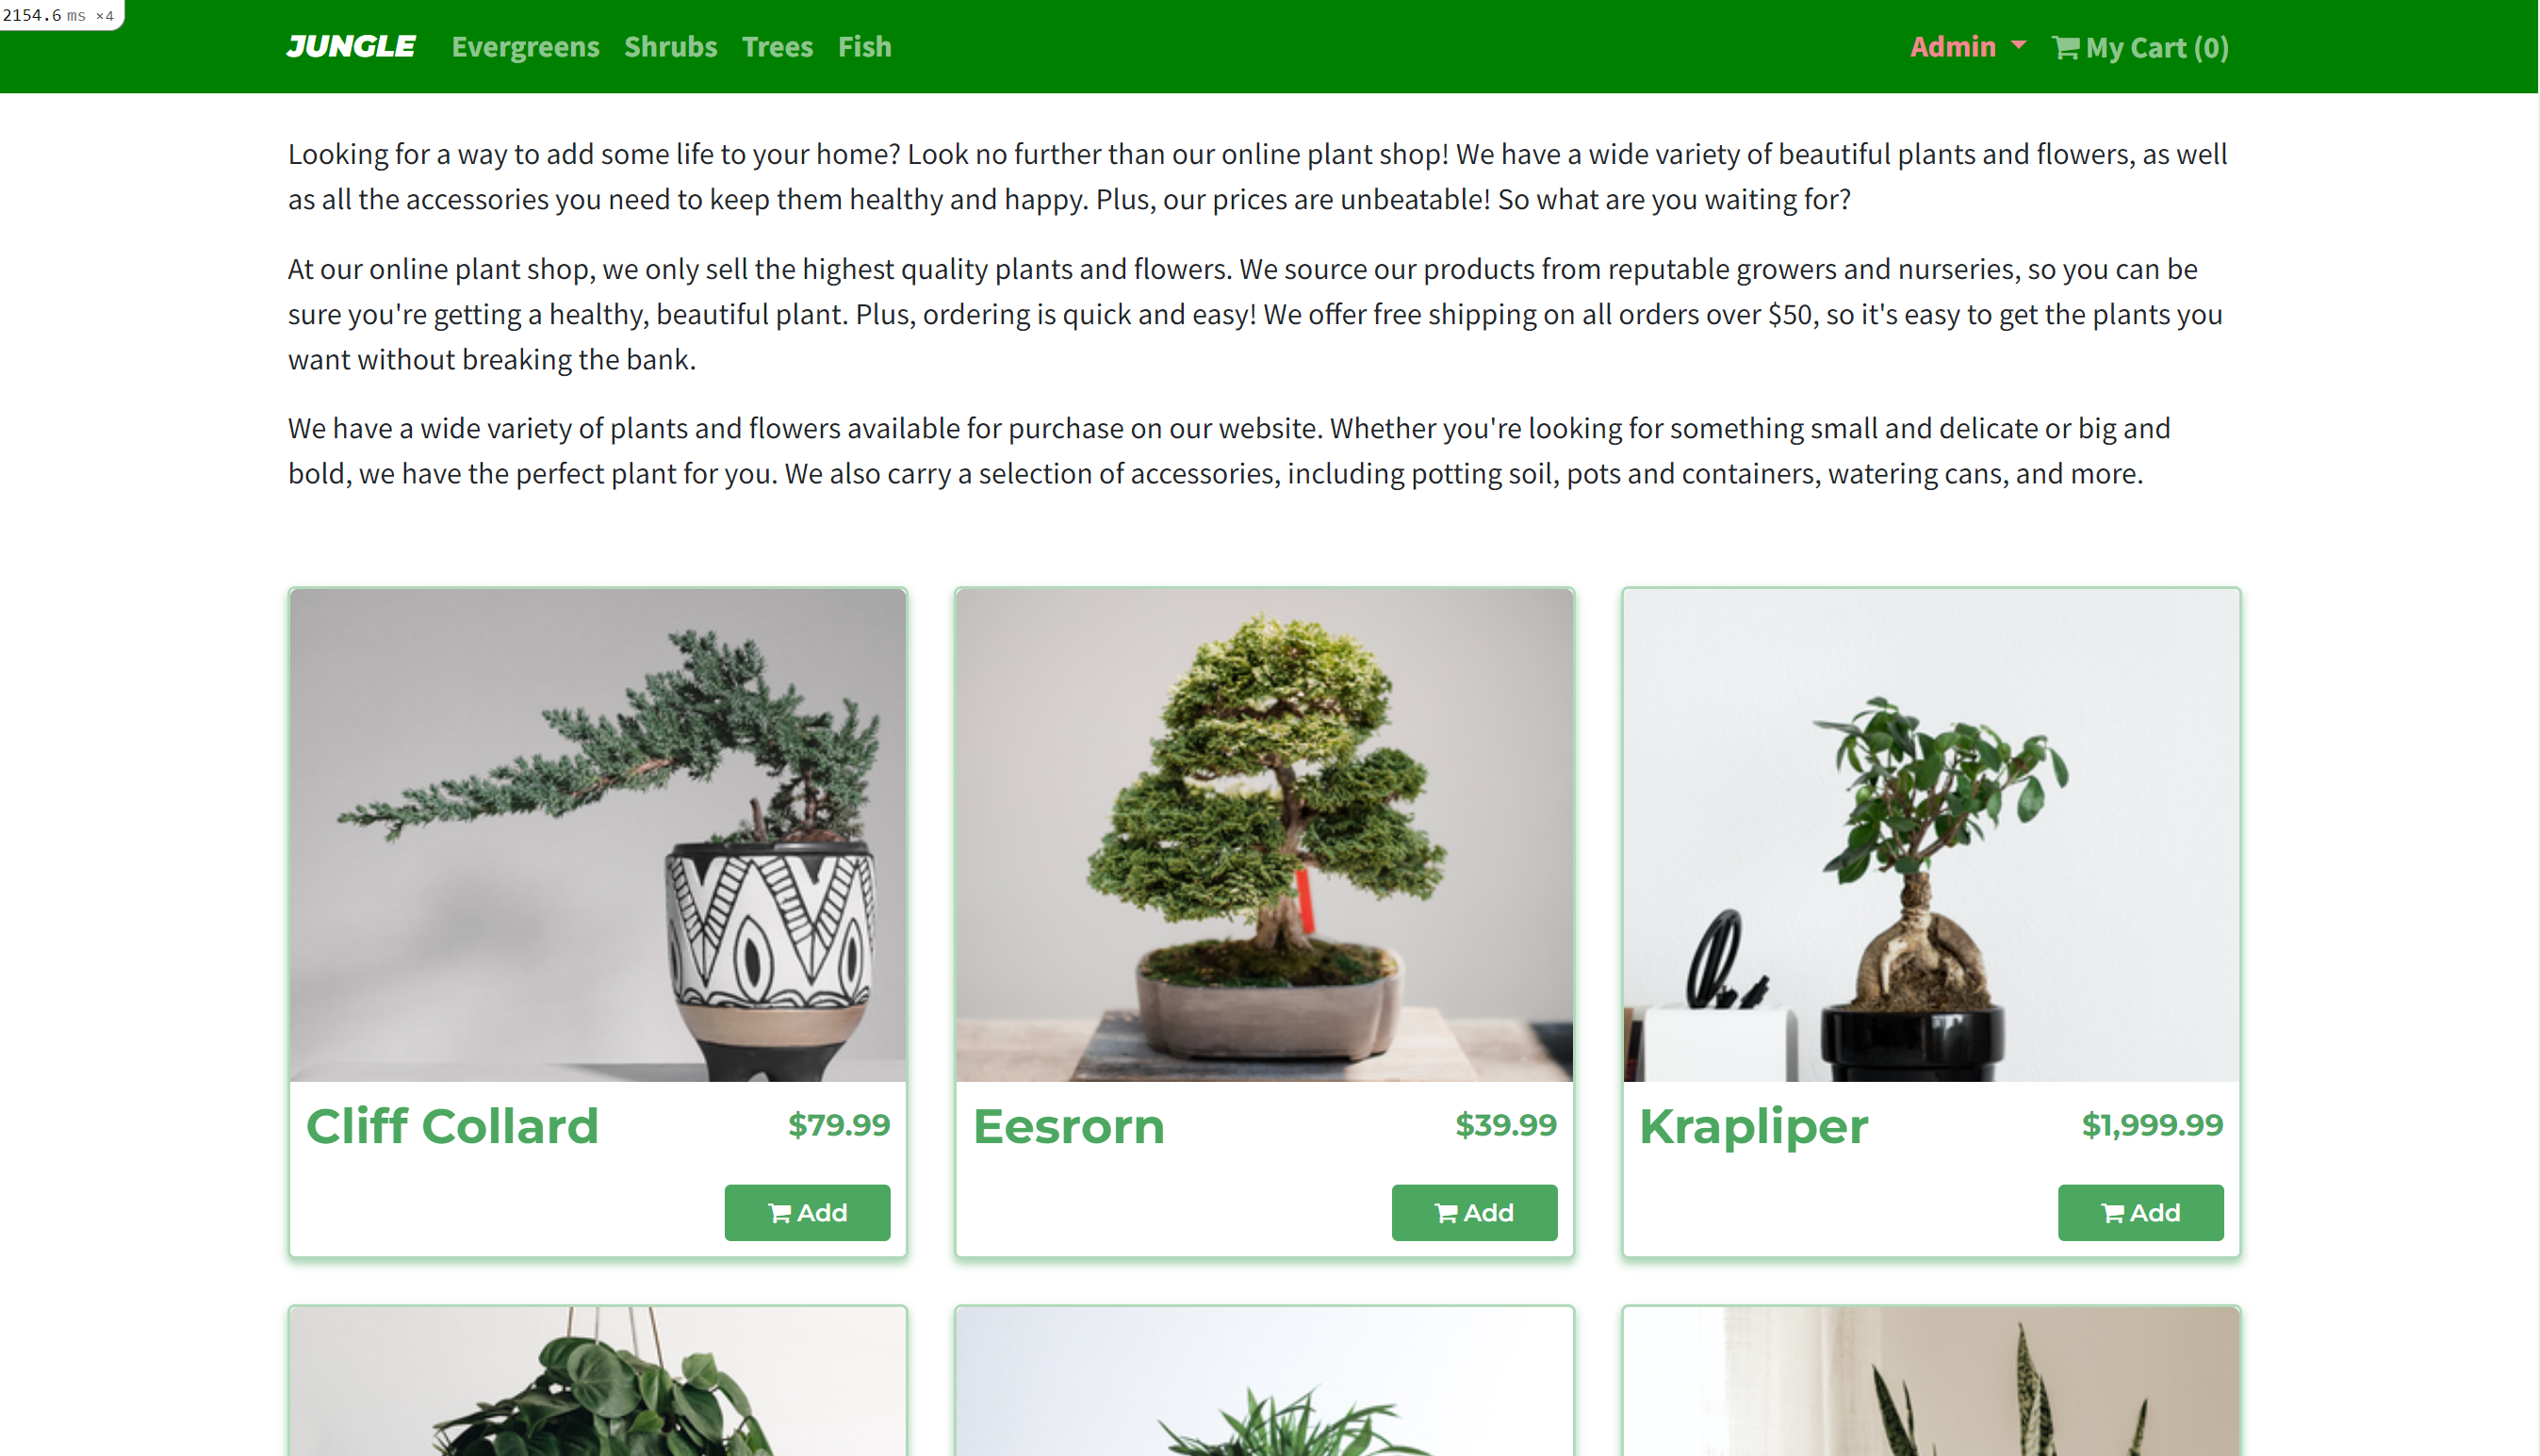 2154.6 ms ×4
JUNGLE Evergreens Shrubs Trees Fish Admin My Cart (0)
Looking for a way to add some life to your home? Look no further than our online plant shop! We have a wide variety of beautiful plants and flowers, as well
as all the accessories you need to keep them healthy and happy. Plus, our prices are unbeatable! So what are you waiting for?
At our online plant shop, we only sell the highest quality plants and flowers. We source our products from reputable growers and nurseries, so you can be
sure you're getting a healthy, beautiful plant. Plus, ordering is quick and easy! We offer free shipping on all orders over $50, so it's easy to get the plants you
want without breaking the bank.
We have a wide variety of plants and flowers available for purchase on our website. Whether you're looking for something small and delicate or big and
bold, we have the perfect plant for you. We also carry a selection of accessories, including potting soil, pots and containers, watering cans, and more.
Cliff Collard $79.99
Add
Eesrorn $39.99
Add
Krapliper $1,999.99
Add